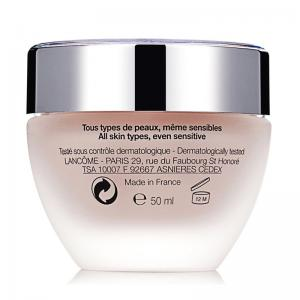 Tous types de peaux, même sensibles
All skin types, even sensitive
Testé sous contrôle dermatologique - Dermatologically tested
LANCÔME - PARIS 29, rue du Faubourg St Honoré
TSA 10007 F 92667 ASNIERES CEDEX
Made in France
e 50 ml
12 M